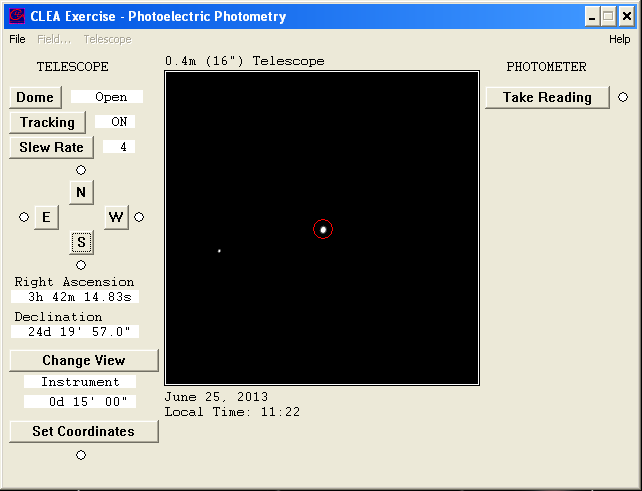 CLEA Exercise - Photoelectric Photometry
File Field... Telescope Help
TELESCOPE
0.4m (16") Telescope
PHOTOMETER
Dome Open
Take Reading
Tracking ON
Slew Rate 4
N
E W
S
Right Ascension
3h 42m 14.83s
Declination
24d 19' 57.0"
Change View
Instrument
0d 15' 00"
Set Coordinates
June 25, 2013
Local Time: 11:22